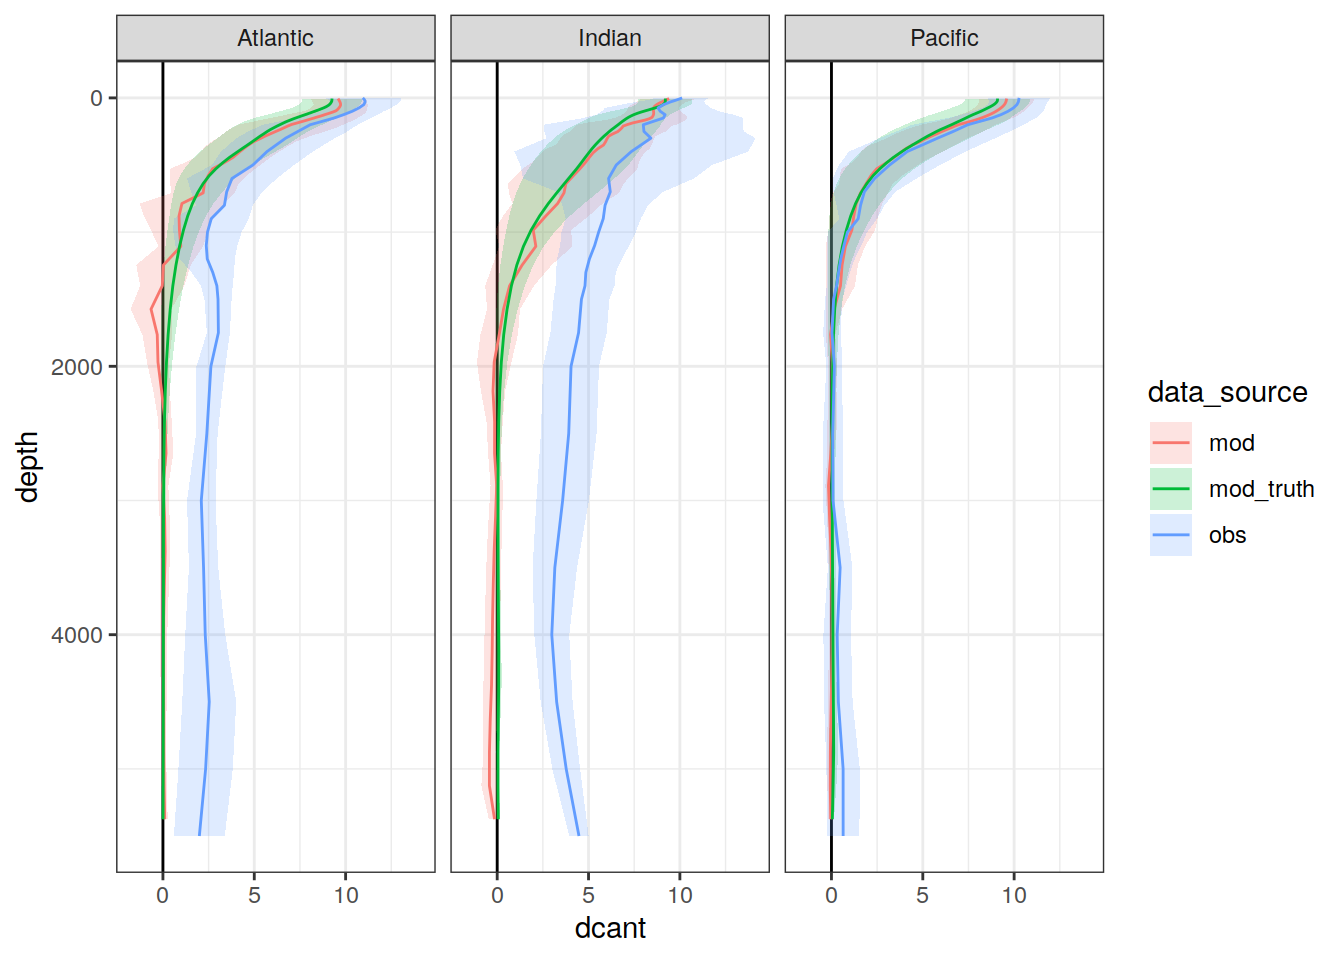 Atlantic Indian Pacific
0
2000
4000
depth
0 5 10 0 5 10 0 5 10
dcant
data_source
mod
mod_truth
obs